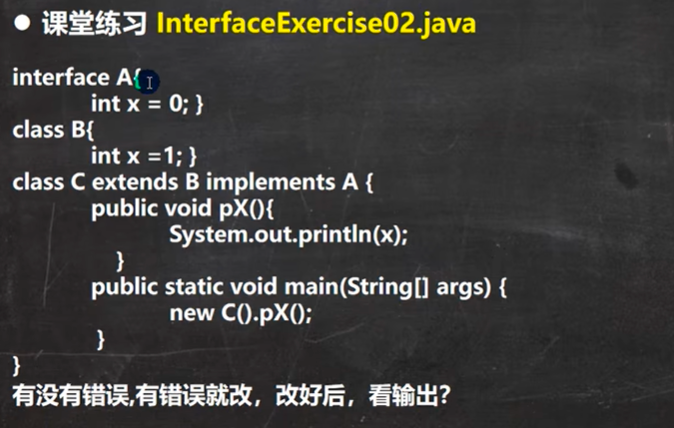 ● 课堂练习 InterfaceExercise02.java
interface A{
int x = 0; }
class B{
int x =1; }
class C extends B implements A {
public void pX(){
System.out.println(x);
}
public static void main(String[] args) {
new C().pX();
}
}
有没有错误,有错误就改，改好后，看输出？